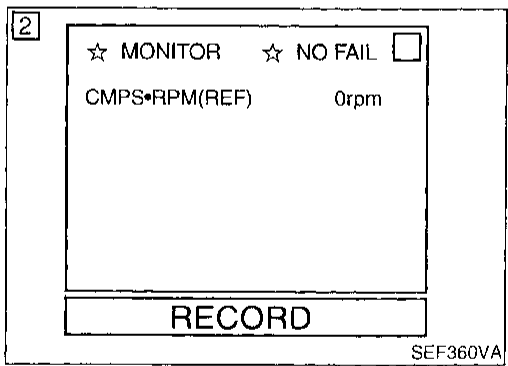 2
☆ MONITOR ☆ NO FAIL
CMPS•RPM(REF) 0rpm
RECORD
SEF360VA